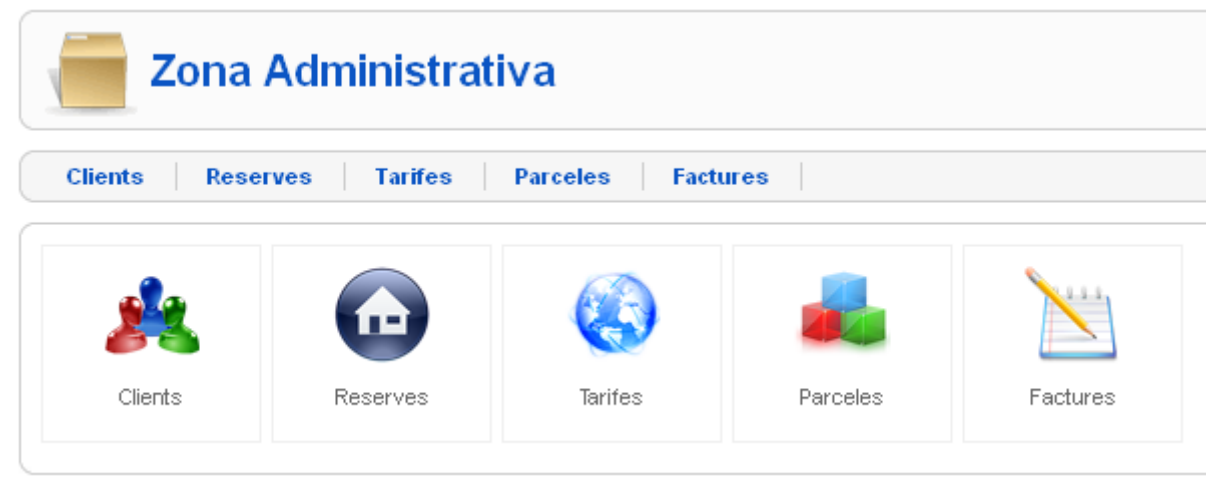 Zona Administrativa
Clients Reserves Tarifes Parceles Factures
Clients Reserves Tarifes Parceles Factures